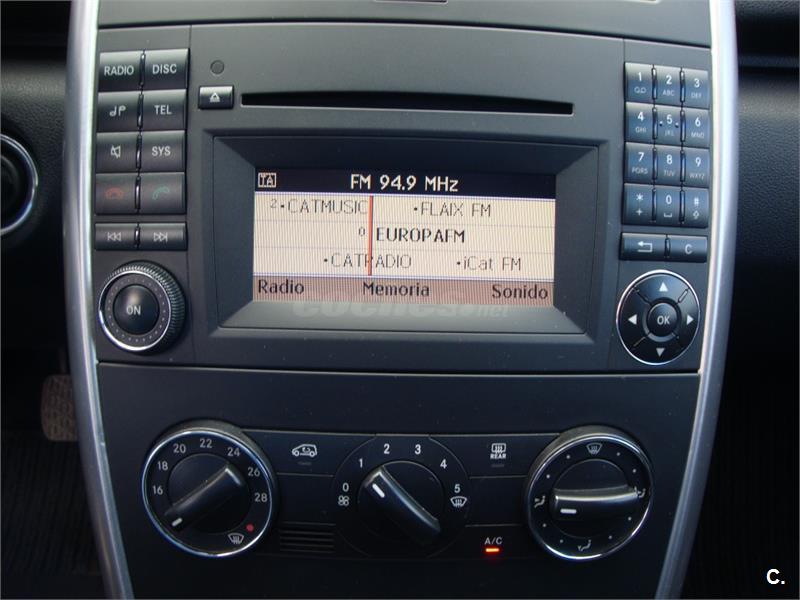 RADIO DISC
TEL
SYS
TA
FM 94.9 MHz
2 •CATMUSIC •FLAIX FM
0 EUROPAFM
•CATRADIO •iCat FM
Radio Memoria Sonido
coches.net
1 2 3
ABC DEF
4 5 6
GHI JKL MNO
7 8 9
PQRS TUV WXYZ
* 0 #
+
C
ON
OK
16 18 20 22 24 26 28
0 1 2 3 4 5
REAR
A/C
C.